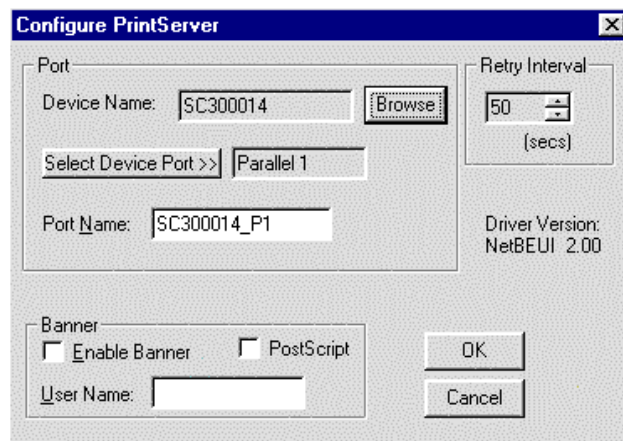 Configure PrintServer
Port
Device Name: SC300014 Browse
Select Device Port >> Parallel 1
Port Name: SC300014_P1
Retry Interval
50
(secs)
Driver Version:
NetBEUI 2.00
Banner
Enable Banner PostScript
User Name:
OK
Cancel